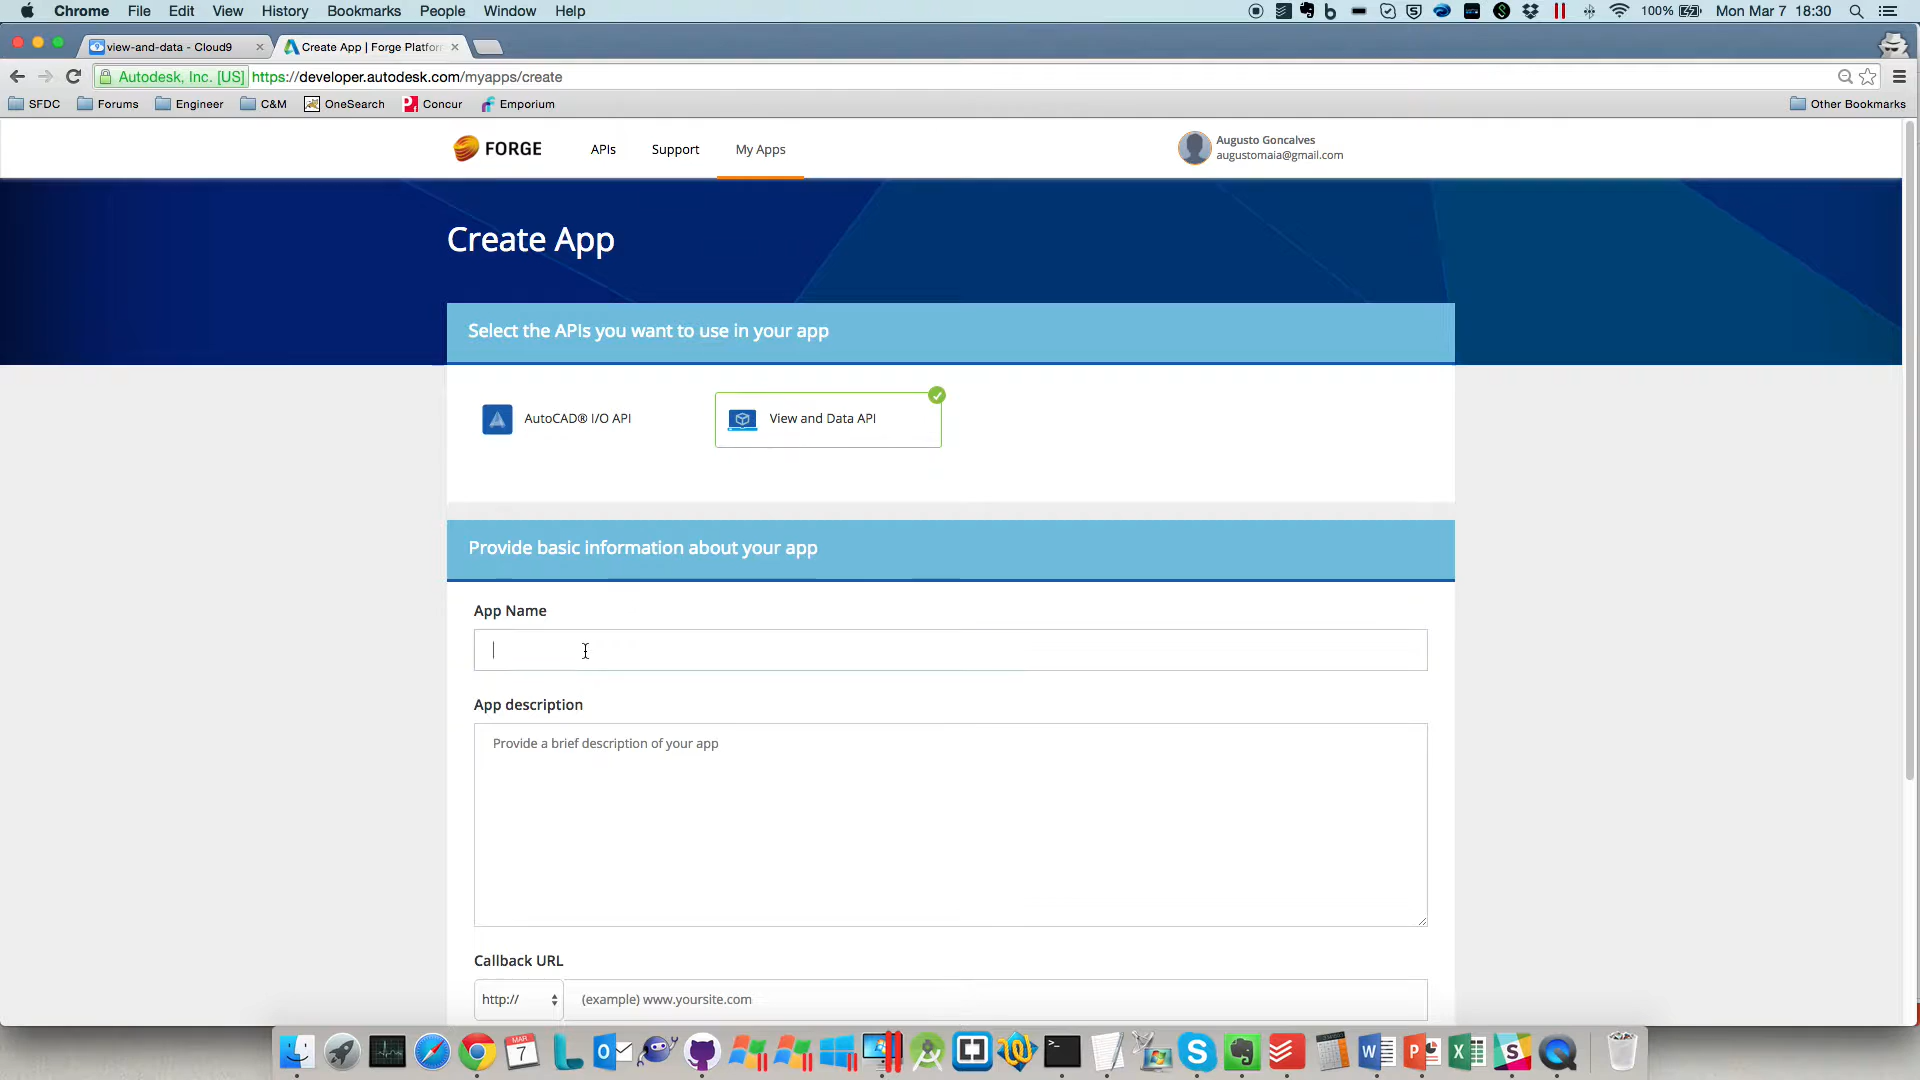 Chrome File Edit View History Bookmarks People Window Help 100% Mon Mar 7 18:30
view-and-data - Cloud9 Create App | Forge Platfor
Autodesk, Inc. [US] https://developer.autodesk.com/myapps/create
SFDC Forums Engineer C&M OneSearch Concur Emporium Other Bookmarks
FORGE APIs Support My Apps
Augusto Goncalves
augustomaia@gmail.com
Create App
Select the APIs you want to use in your app
AutoCAD® I/O API View and Data API
Provide basic information about your app
App Name
App description
Provide a brief description of your app
Callback URL
http:// (example) www.yoursite.com
MAR
7